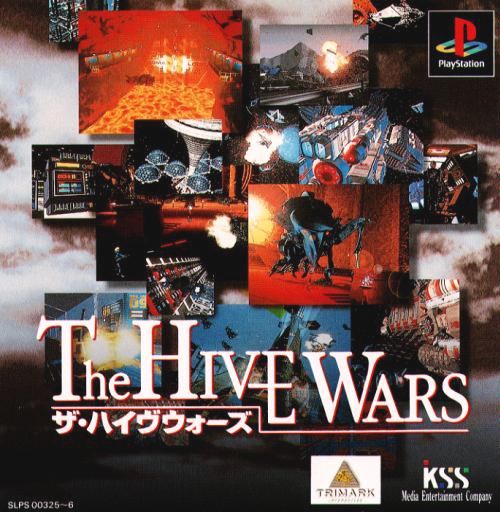 PlayStation
The Hive Wars
ザ・ハイヴウォーズ
TRIMARK
INTERACTIVE
KSS
Media Entertainment Company
SLPS 00325~6